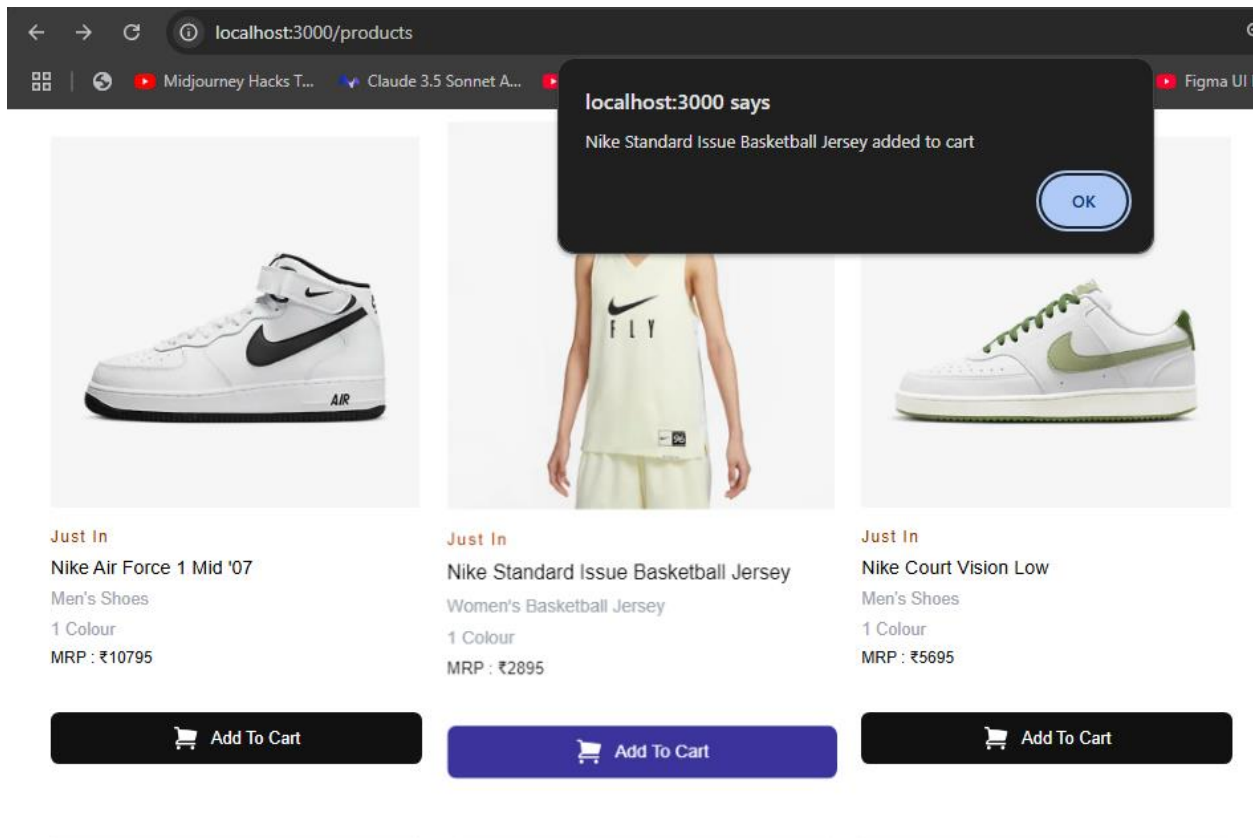 localhost:3000/products
Midjourney Hacks T...
Claude 3.5 Sonnet A...
Figma UI
localhost:3000 says
Nike Standard Issue Basketball Jersey added to cart
OK
AIR
FLY
96
Just In
Nike Air Force 1 Mid '07
Men's Shoes
1 Colour
MRP : ₹10795
Add To Cart
Just In
Nike Standard Issue Basketball Jersey
Women's Basketball Jersey
1 Colour
MRP : ₹2895
Add To Cart
Just In
Nike Court Vision Low
Men's Shoes
1 Colour
MRP : ₹5695
Add To Cart